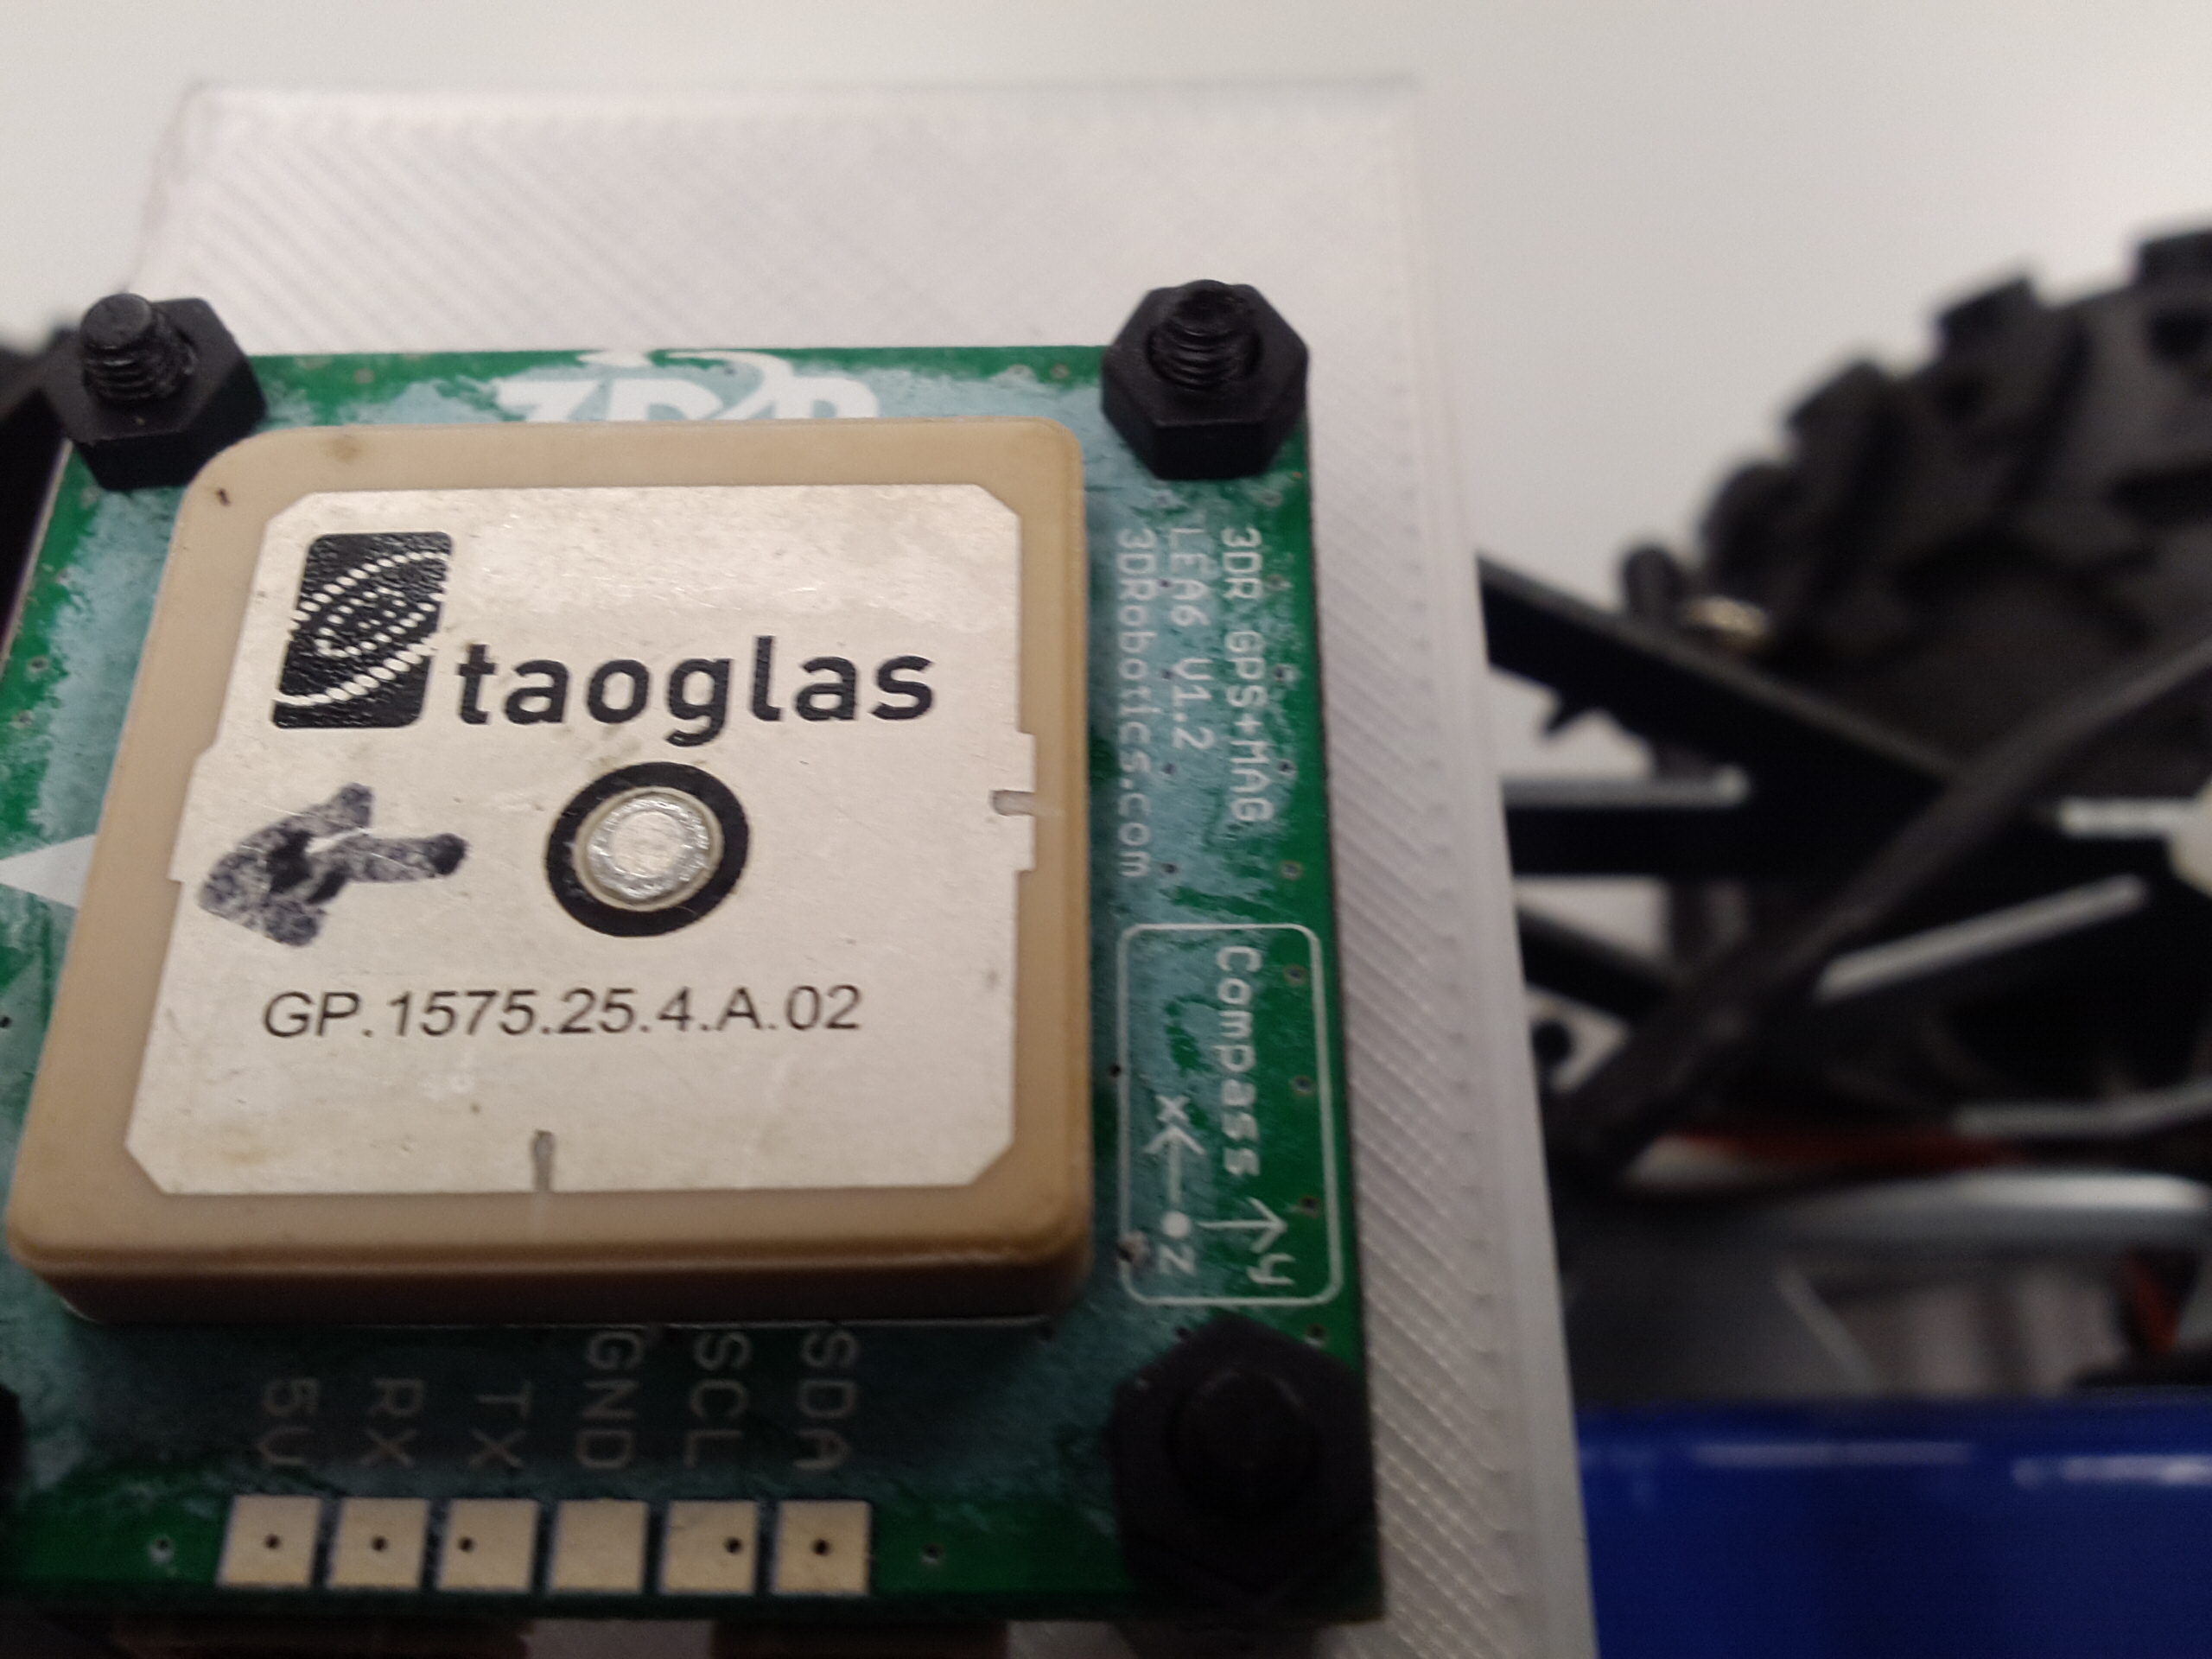 taoglas
GP.1575.25.4.A.02
3DR GPS+MAG
LEA6 V1.2
3DRobotics.com
Compass
y
x z
5V
RX
TX
GND
SCL
SDA